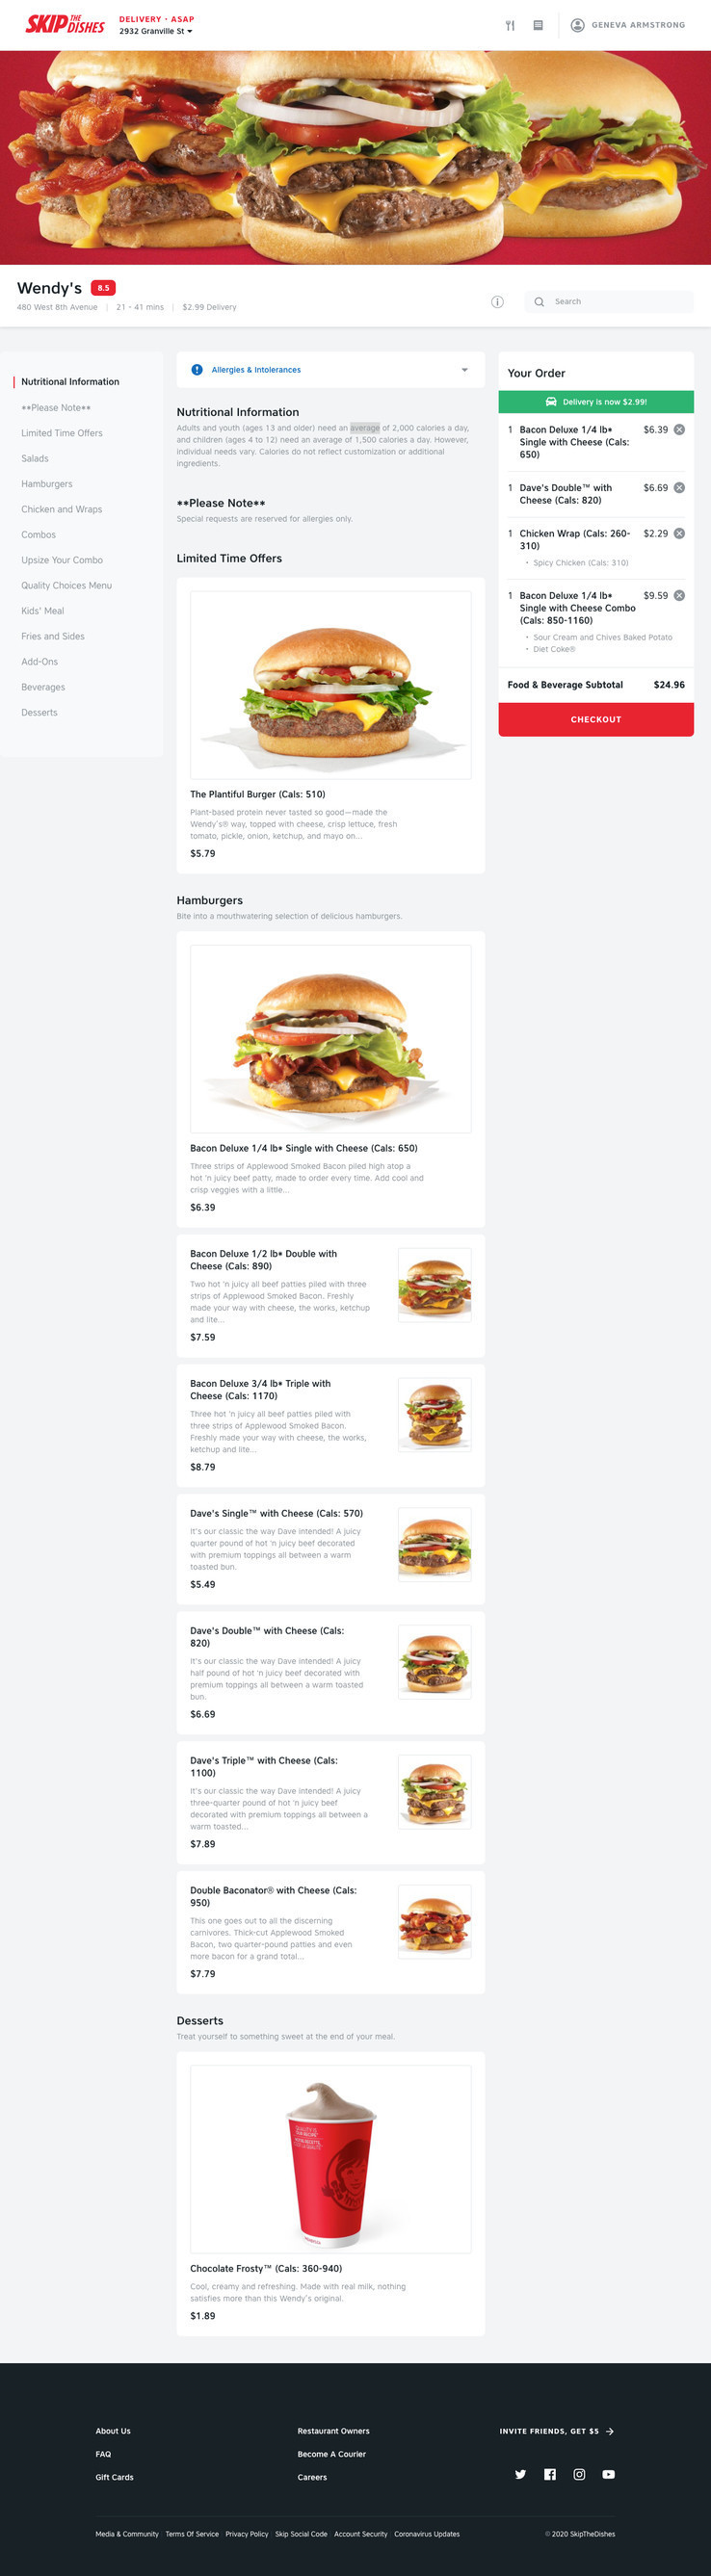 SKIP THE DISHES
DELIVERY · ASAP
2932 Granville St
GENEVA ARMSTRONG
Wendy's
8.5
480 West 8th Avenue | 21 - 41 mins | $2.99 Delivery
Search
Nutritional Information
**Please Note**
Limited Time Offers
Salads
Hamburgers
Chicken and Wraps
Combos
Upsize Your Combo
Quality Choices Menu
Kids' Meal
Fries and Sides
Add-Ons
Beverages
Desserts
Allergies & Intolerances
Nutritional Information
Adults and youth (ages 13 and older) need an average of 2,000 calories a day,
and children (ages 4 to 12) need an average of 1,500 calories a day. However,
individual needs vary. Calories do not reflect customization or additional
ingredients.
**Please Note**
Special requests are reserved for allergies only.
Limited Time Offers
The Plantiful Burger (Cals: 510)
Plant-based protein never tasted so good—made the
Wendy's® way, topped with cheese, crisp lettuce, fresh
tomato, pickle, onion, ketchup, and mayo on...
$5.79
Hamburgers
Bite into a mouthwatering selection of delicious hamburgers.
Bacon Deluxe 1/4 lb* Single with Cheese (Cals: 650)
Three strips of Applewood Smoked Bacon piled high atop a
hot 'n juicy beef patty, made to order every time. Add cool and
crisp veggies with a little...
$6.39
Bacon Deluxe 1/2 lb* Double with
Cheese (Cals: 890)
Two hot 'n juicy all beef patties piled with three
strips of Applewood Smoked Bacon. Freshly
made your way with cheese, the works, ketchup
and lite...
$7.59
Bacon Deluxe 3/4 lb* Triple with
Cheese (Cals: 1170)
Three hot 'n juicy all beef patties piled with
three strips of Applewood Smoked Bacon.
Freshly made your way with cheese, the works,
ketchup and lite...
$8.79
Dave's Single™ with Cheese (Cals: 570)
It's our classic the way Dave intended! A juicy
quarter pound of hot 'n juicy beef decorated
with premium toppings all between a warm
toasted bun.
$5.49
Dave's Double™ with Cheese (Cals:
820)
It's our classic the way Dave intended! A juicy
half pound of hot 'n juicy beef decorated with
premium toppings all between a warm toasted
bun.
$6.69
Dave's Triple™ with Cheese (Cals:
1100)
It's our classic the way Dave intended! A juicy
three-quarter pound of hot 'n juicy beef
decorated with premium toppings all between a
warm toasted...
$7.89
Double Baconator® with Cheese (Cals:
950)
This one goes out to all the discerning
carnivores. Thick-cut Applewood Smoked
Bacon, two quarter-pound patties and even
more bacon for a grand total...
$7.79
Desserts
Treat yourself to something sweet at the end of your meal.
Chocolate Frosty™ (Cals: 360-940)
Cool, creamy and refreshing. Made with real milk, nothing
satisfies more than this Wendy's original.
$1.89
Your Order
Delivery is now $2.99!
1 Bacon Deluxe 1/4 lb* $6.39
Single with Cheese (Cals:
650)
1 Dave's Double™ with $6.69
Cheese (Cals: 820)
1 Chicken Wrap (Cals: 260- $2.29
310)
• Spicy Chicken (Cals: 310)
1 Bacon Deluxe 1/4 lb* $9.59
Single with Cheese Combo
(Cals: 850-1160)
• Sour Cream and Chives Baked Potato
• Diet Coke®
Food & Beverage Subtotal $24.96
CHECKOUT
About Us
FAQ
Gift Cards
Restaurant Owners
Become A Courier
Careers
INVITE FRIENDS, GET $5
Media & Community Terms Of Service Privacy Policy Skip Social Code Account Security Coronavirus Updates
© 2020 SkipTheDishes